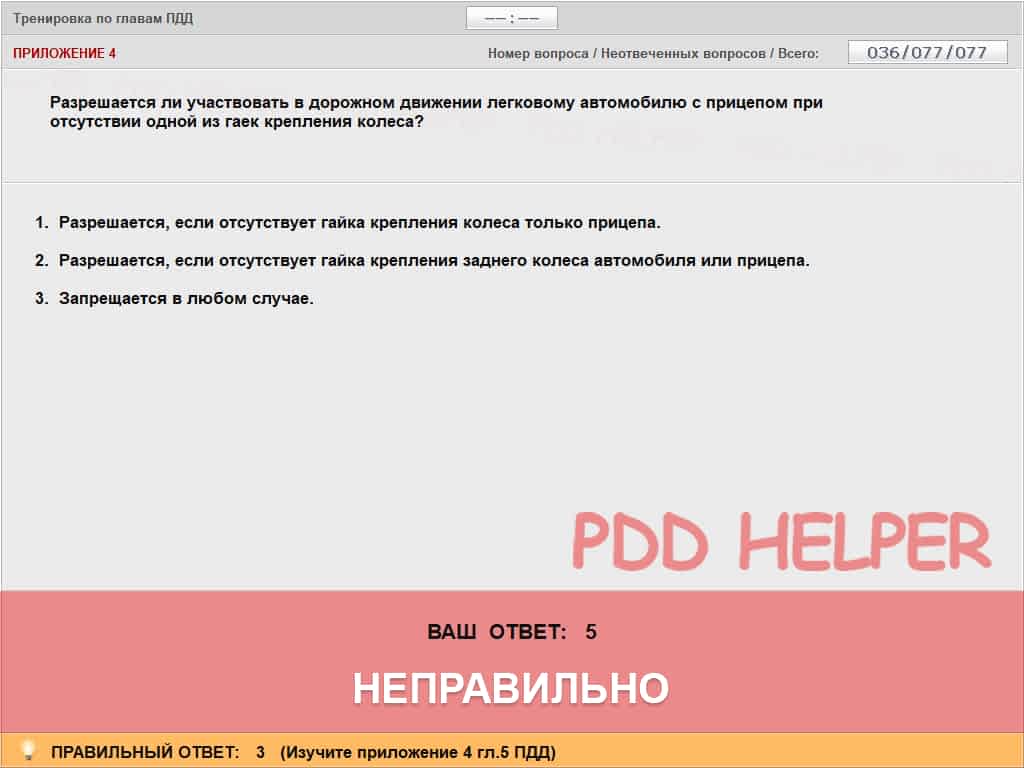 Тренировка по главам ПДД
—— : ——
ПРИЛОЖЕНИЕ 4
Номер вопроса / Неотвеченных вопросов / Всего:
036/077/077
Разрешается ли участвовать в дорожном движении легковому автомобилю с прицепом при
отсутствии одной из гаек крепления колеса?
1. Разрешается, если отсутствует гайка крепления колеса только прицепа.
2. Разрешается, если отсутствует гайка крепления заднего колеса автомобиля или прицепа.
3. Запрещается в любом случае.
PDD HELPER
ВАШ ОТВЕТ: 5
НЕПРАВИЛЬНО
ПРАВИЛЬНЫЙ ОТВЕТ: 3 (Изучите приложение 4 гл.5 ПДД)